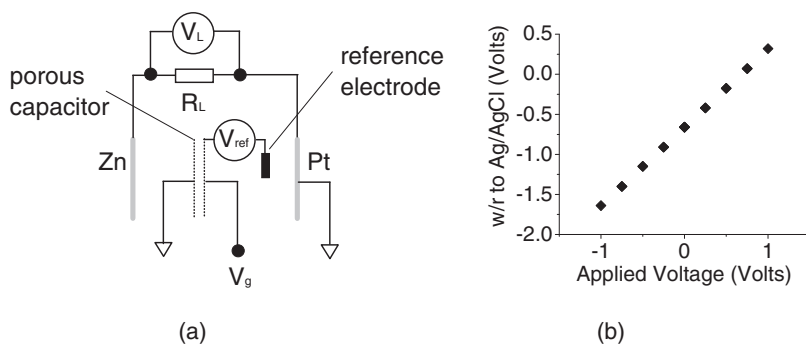 V_L
R_L
porous
capacitor
reference
electrode
Zn
V_ref
Pt
V_g
(a)
w/r to Ag/AgCl (Volts)
0.5
0.0
-0.5
-1.0
-1.5
-2.0
-1
0
1
Applied Voltage (Volts)
(b)